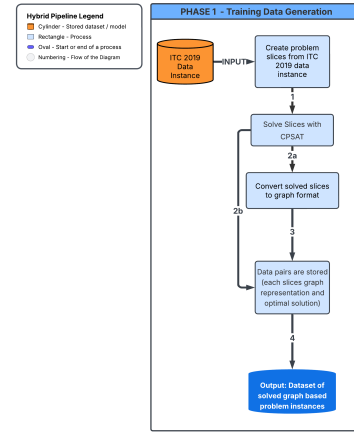 Hybrid Pipeline Legend
Cylinder - Stored dataset / model
Rectangle - Process
Oval - Start or end of a process
Numbering - Flow of the Diagram
PHASE 1 - Training Data Generation
ITC 2019
Data
Instance
INPUT
Create problem
slices from ITC
2019 data
instance
1
Solve Slices with
CPSAT
2a
2b
Convert solved slices
to graph format
3
Data pairs are stored
(each slices graph
representation and
optimal solution)
4
Output: Dataset of
solved graph based
problem instances